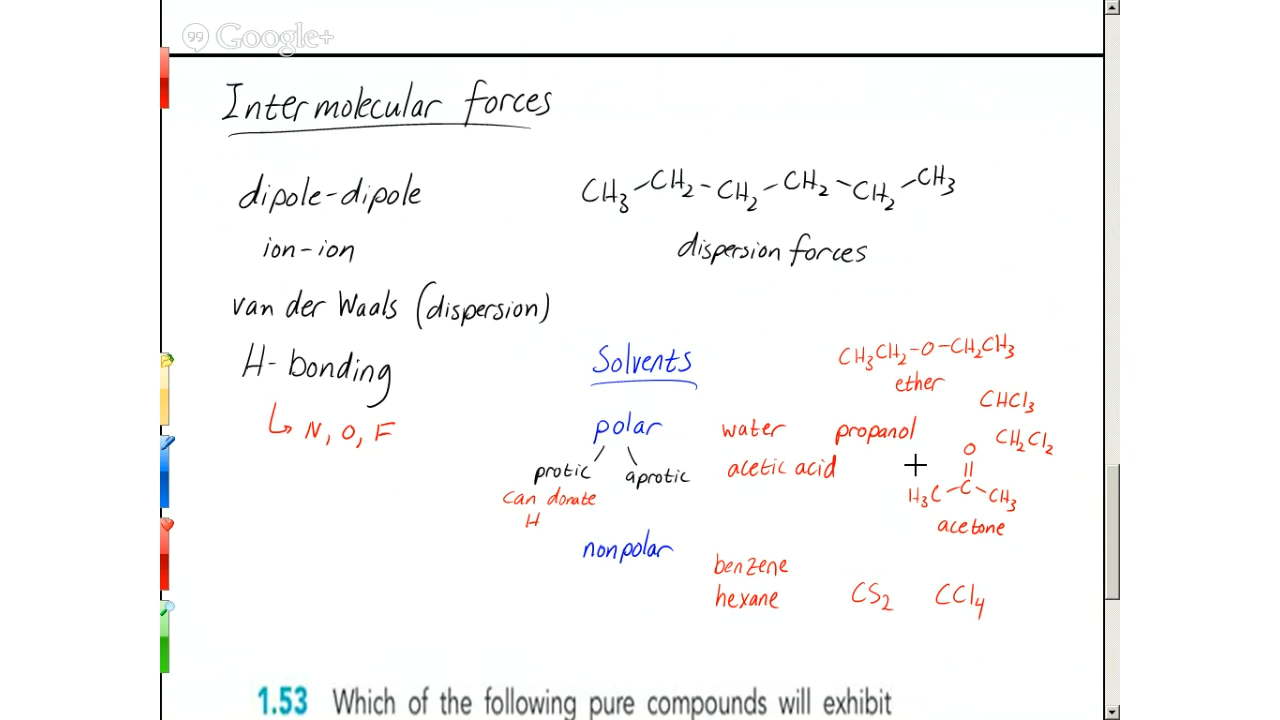 Google+
Intermolecular forces
dipole-dipole
ion-ion
van der Waals (dispersion)
H-bonding
↳ N, O, F
CH3-CH2-CH2-CH2-CH2-CH3
dispersion forces
Solvents
polar
protic aprotic
can donate
H
nonpolar
water propanol
acetic acid
CH3CH2-O-CH2CH3
ether
CHCl3
CH2Cl2
O
||
H3C-C-CH3
acetone
benzene
hexane CS2 CCl4
1.53 Which of the following pure compounds will exhibit